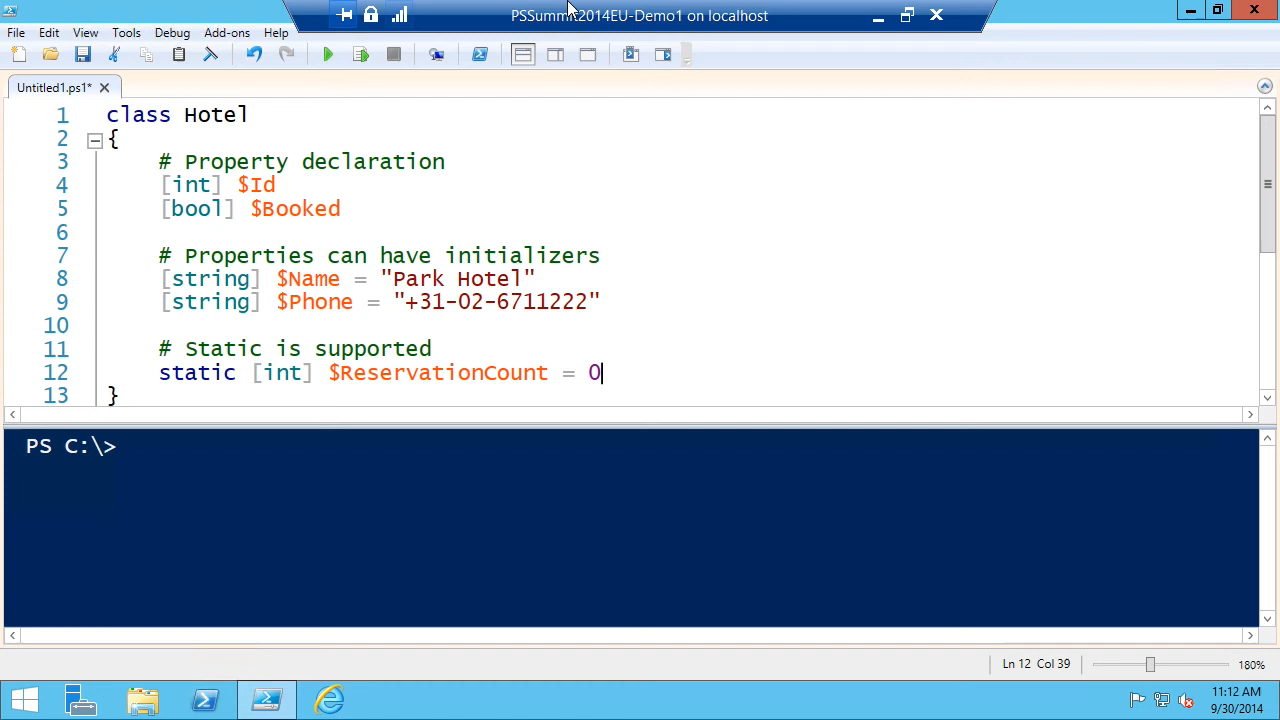 PSSummit2014EU-Demo1 on localhost
File Edit View Tools Debug Add-ons Help
Untitled1.ps1*
1 class Hotel
2 {
3 # Property declaration
4 [int] $Id
5 [bool] $Booked
6
7 # Properties can have initializers
8 [string] $Name = "Park Hotel"
9 [string] $Phone = "+31-02-6711222"
10
11 # Static is supported
12 static [int] $ReservationCount = 0
13 }
PS C:\>
Ln 12 Col 39 180%
11:12 AM
9/30/2014